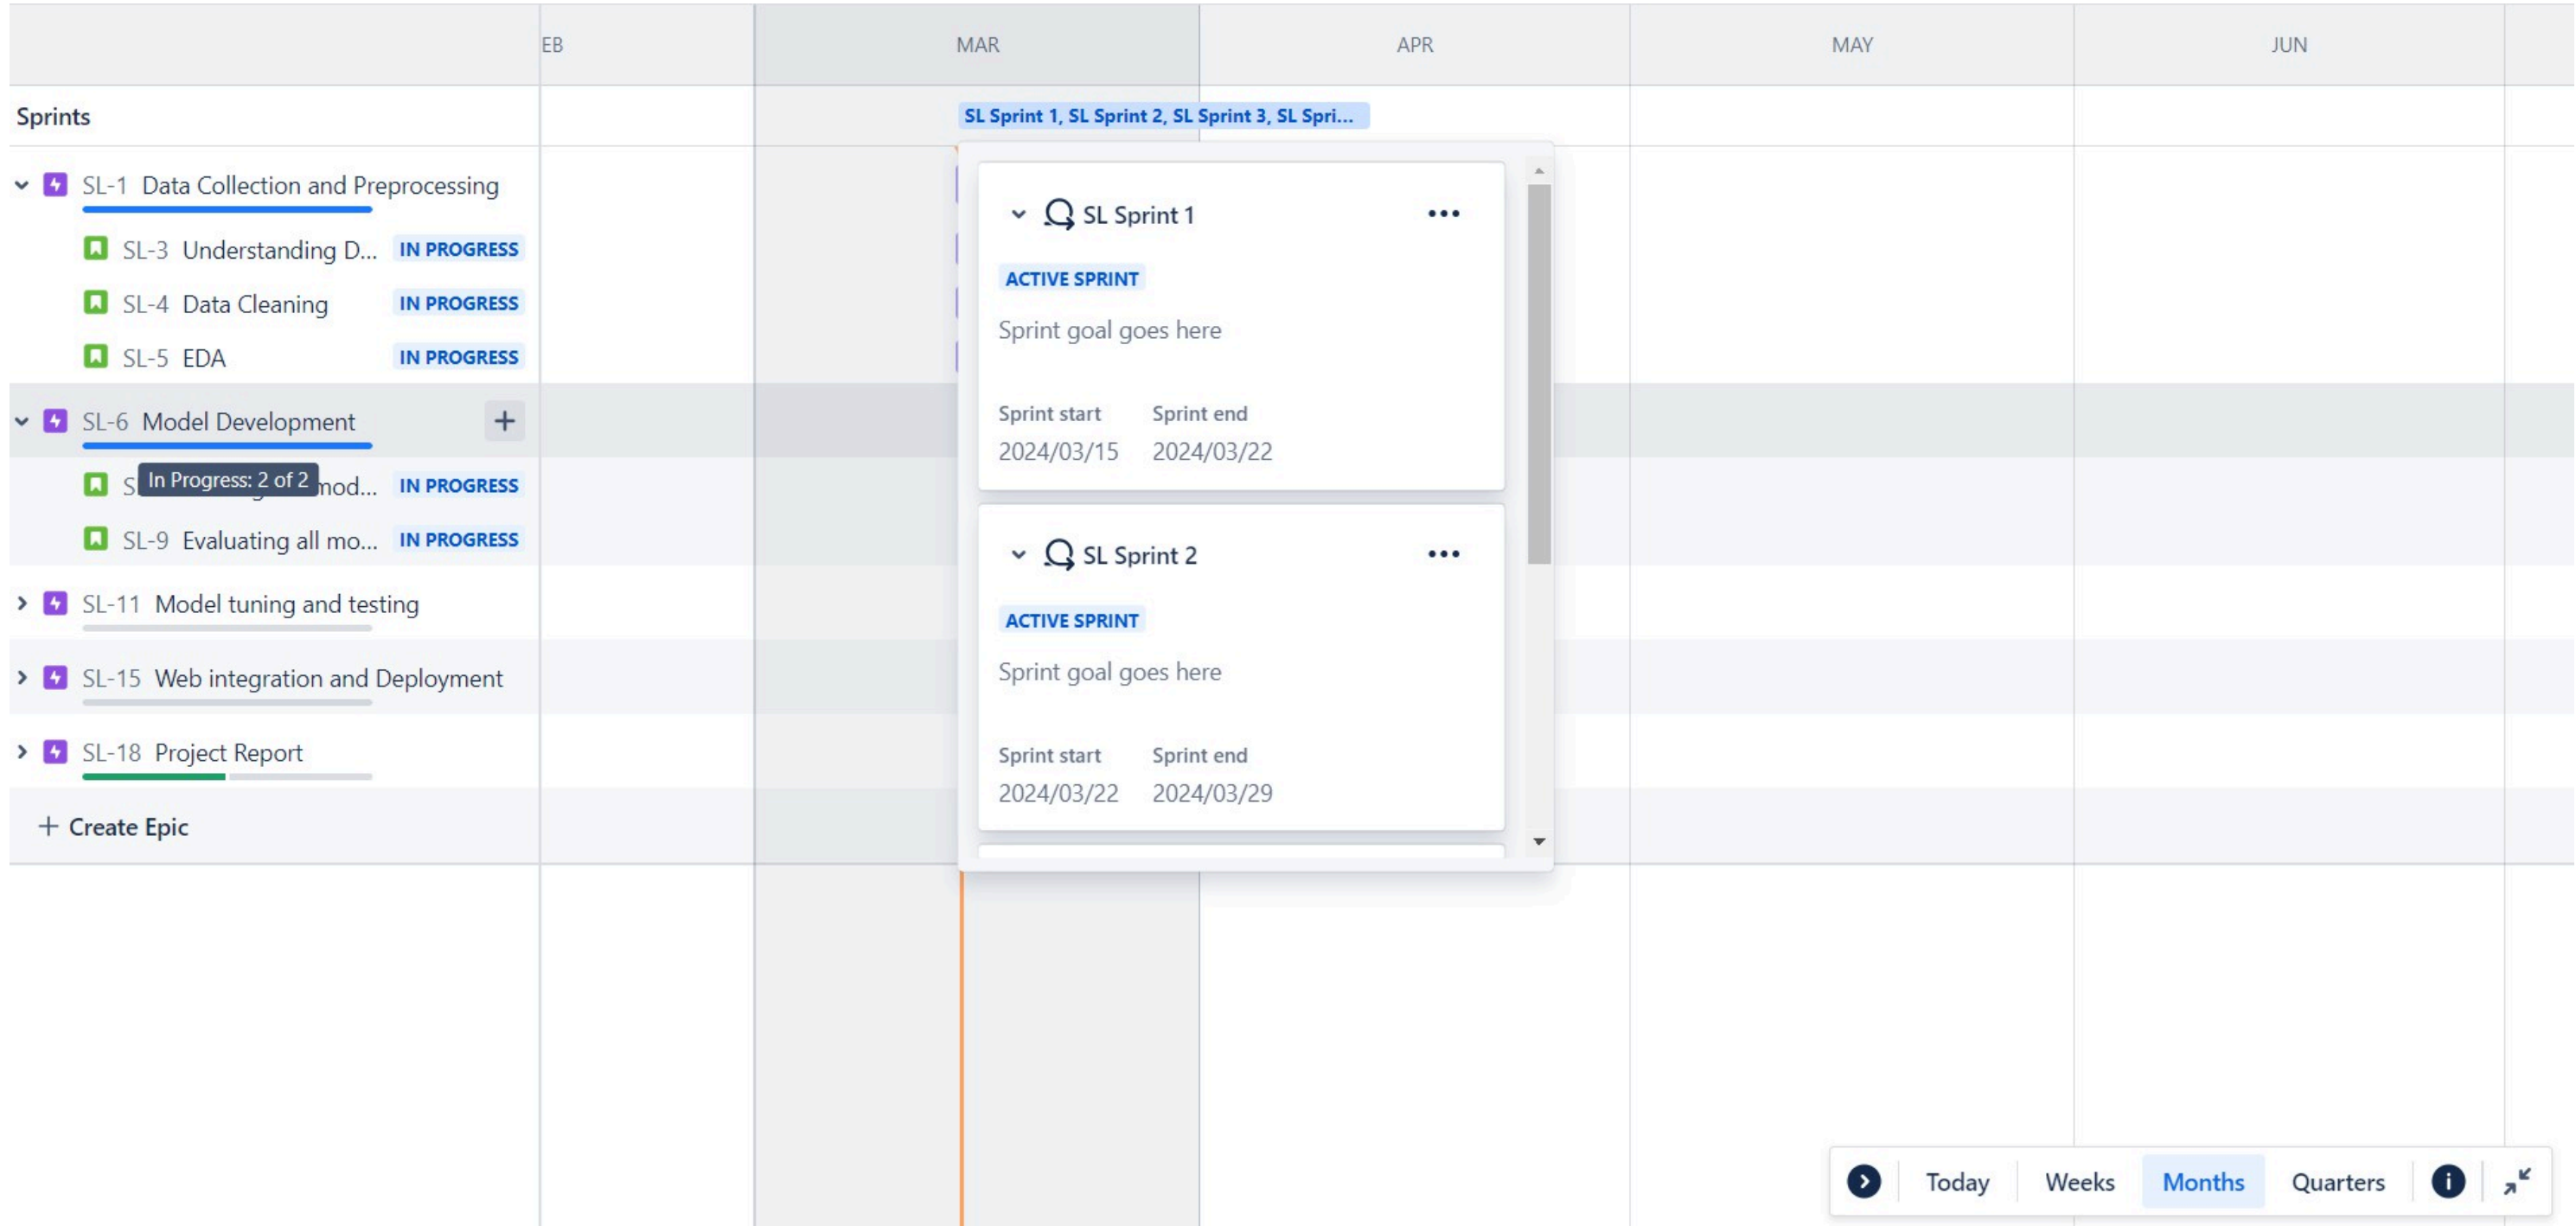 EB MAR APR MAY JUN
Sprints
SL Sprint 1, SL Sprint 2, SL Sprint 3, SL Spri...
SL-1 Data Collection and Preprocessing
SL-3 Understanding D... IN PROGRESS
SL-4 Data Cleaning IN PROGRESS
SL-5 EDA IN PROGRESS
SL-6 Model Development
In Progress: 2 of 2
mod... IN PROGRESS
SL-9 Evaluating all mo... IN PROGRESS
SL-11 Model tuning and testing
SL-15 Web integration and Deployment
SL-18 Project Report
+ Create Epic
SL Sprint 1
ACTIVE SPRINT
Sprint goal goes here
Sprint start Sprint end
2024/03/15 2024/03/22
SL Sprint 2
ACTIVE SPRINT
Sprint goal goes here
Sprint start Sprint end
2024/03/22 2024/03/29
Today Weeks Months Quarters